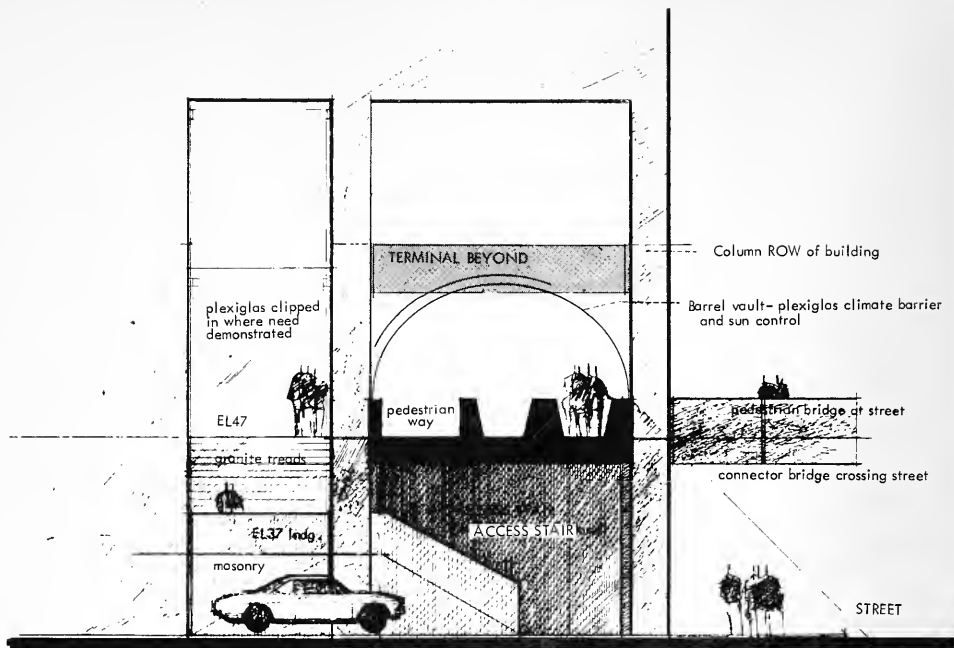 TERMINAL BEYOND
Column ROW of building
plexiglas clipped
in where need
demonstrated
Barrel vault- plexiglas climate barrier
and sun control
EL47
pedestrian
way
pedestrian bridge at street
granite treads
connector bridge crossing street
EL37 lndg.
ACCESS STAIR
masonry
STREET